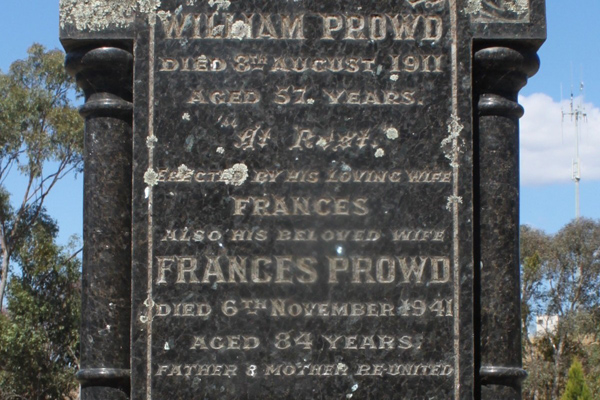 WILLIAM PROWD
DIED 8TH AUGUST, 1911
AGED 57 YEARS.
"At Rest."
ERECTED BY HIS LOVING WIFE
FRANCES
ALSO HIS BELOVED WIFE
FRANCES PROWD
DIED 6TH NOVEMBER 1941
AGED 84 YEARS.
FATHER & MOTHER RE-UNITED